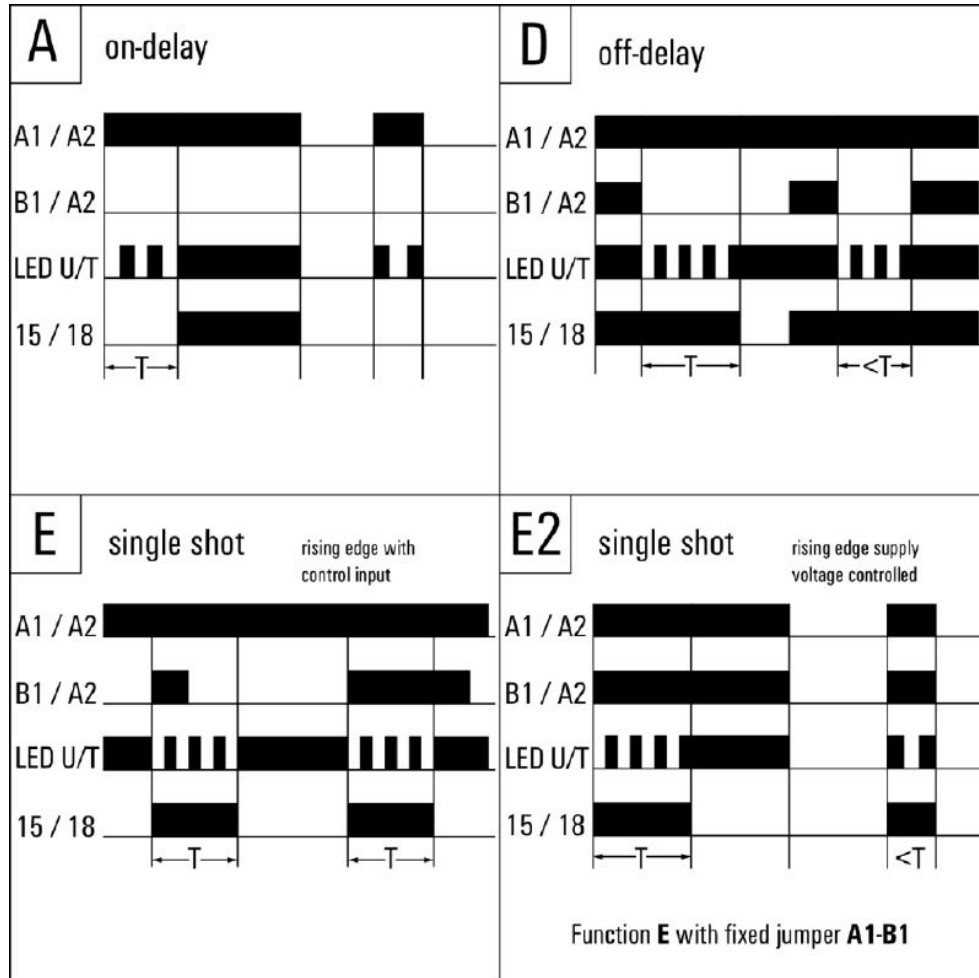 A on-delay
A1 / A2
B1 / A2
LED U/T
15 / 18
T
D off-delay
A1 / A2
B1 / A2
LED U/T
15 / 18
T <T
E single shot rising edge with
control input
A1 / A2
B1 / A2
LED U/T
15 / 18
T T
E2 single shot rising edge supply
voltage controlled
A1 / A2
B1 / A2
LED U/T
15 / 18
T <T
Function E with fixed jumper A1-B1